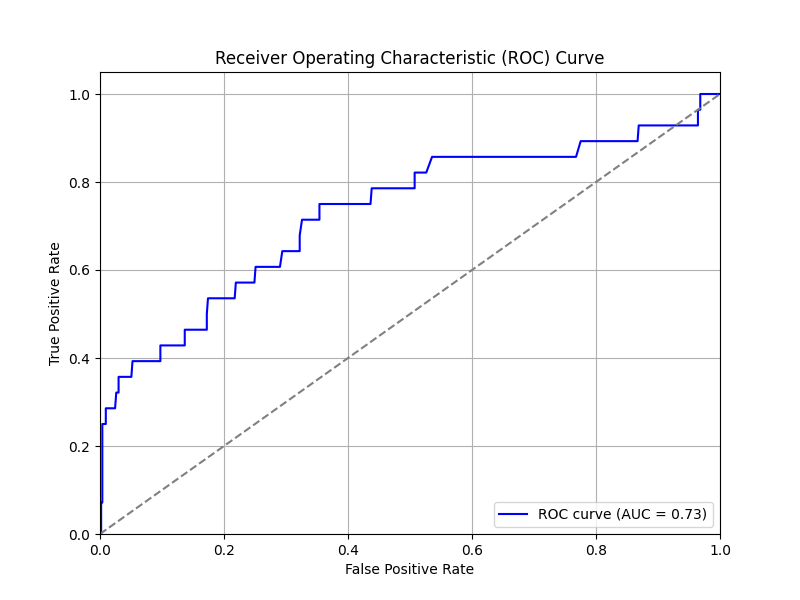 Receiver Operating Characteristic (ROC) Curve
1.0
0.8
0.6
0.4
0.2
0.0
True Positive Rate
ROC curve (AUC = 0.73)
0.0 0.2 0.4 0.6 0.8 1.0
False Positive Rate